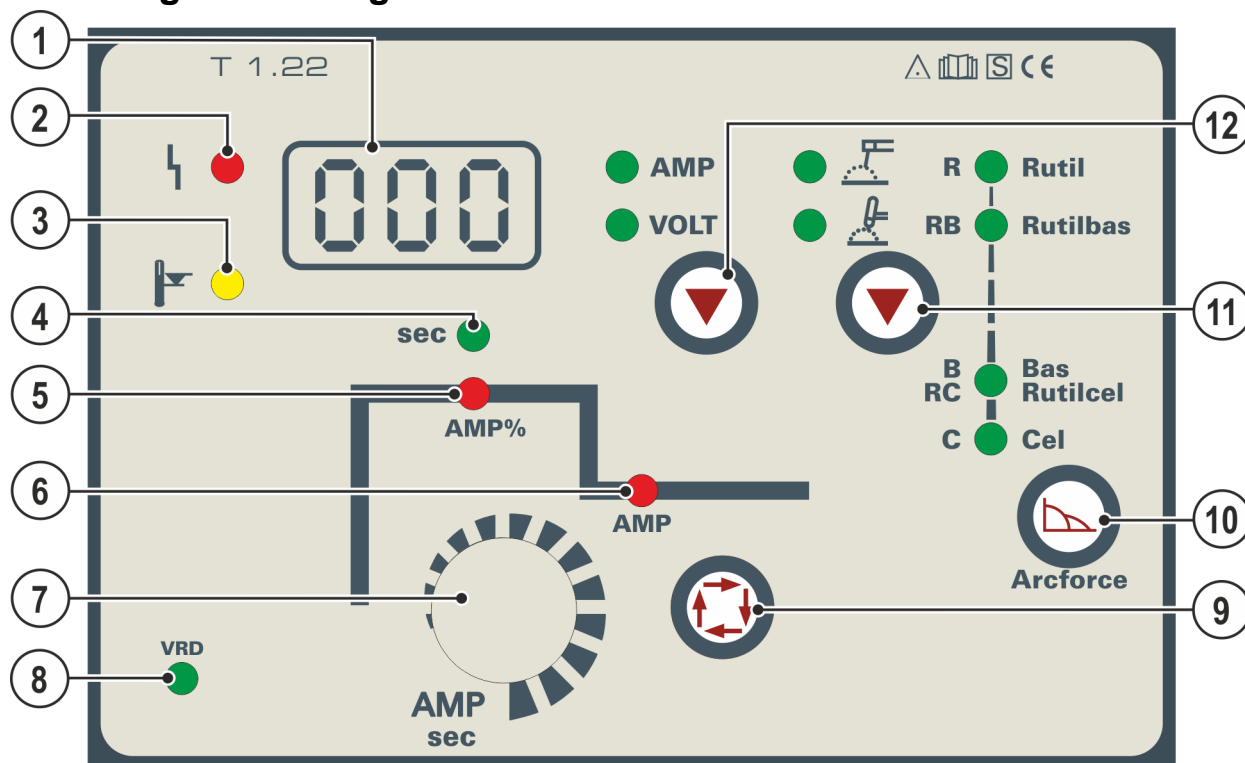 1
T 1.22
CE
2
12
000
AMP
R
Rutil
3
VOLT
RB
Rutilbas
4
sec
11
5
AMP%
B
RC
Bas
Rutilcel
C
Cel
6
AMP
10
Arcforce
7
9
VRD
8
AMP
sec